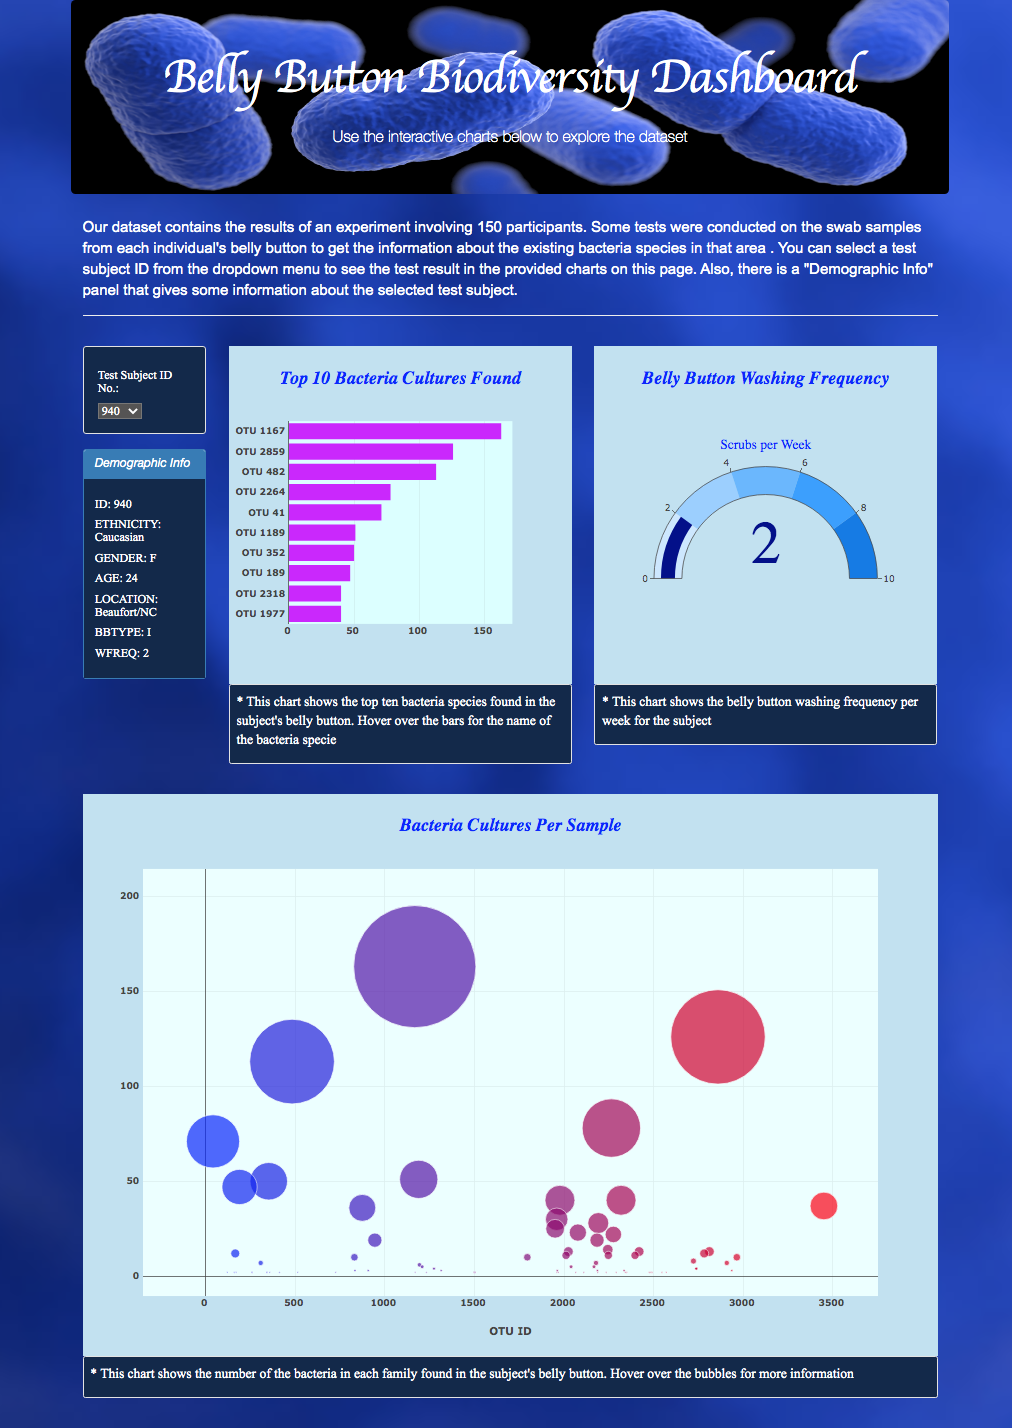 Belly Button Biodiversity Dashboard
Use the interactive charts below to explore the dataset
Our dataset contains the results of an experiment involving 150 participants. Some tests were conducted on the swab samples
from each individual's belly button to get the information about the existing bacteria species in that area . You can select a test
subject ID from the dropdown menu to see the test result in the provided charts on this page. Also, there is a "Demographic Info"
panel that gives some information about the selected test subject.
Test Subject ID
No.:
940
Demographic Info
ID: 940
ETHNICITY:
Caucasian
GENDER: F
AGE: 24
LOCATION:
Beaufort/NC
BBTYPE: I
WFREQ: 2
Top 10 Bacteria Cultures Found
OTU 1167
OTU 2859
OTU 482
OTU 2264
OTU 41
OTU 1189
OTU 352
OTU 189
OTU 2318
OTU 1977
0 50 100 150
* This chart shows the top ten bacteria species found in the
subject's belly button. Hover over the bars for the name of
the bacteria specie
Belly Button Washing Frequency
Scrubs per Week
4 6
2 8
2
0 10
* This chart shows the belly button washing frequency per
week for the subject
Bacteria Cultures Per Sample
200
150
100
50
0
0 500 1000 1500 2000 2500 3000 3500
OTU ID
* This chart shows the number of the bacteria in each family found in the subject's belly button. Hover over the bubbles for more information